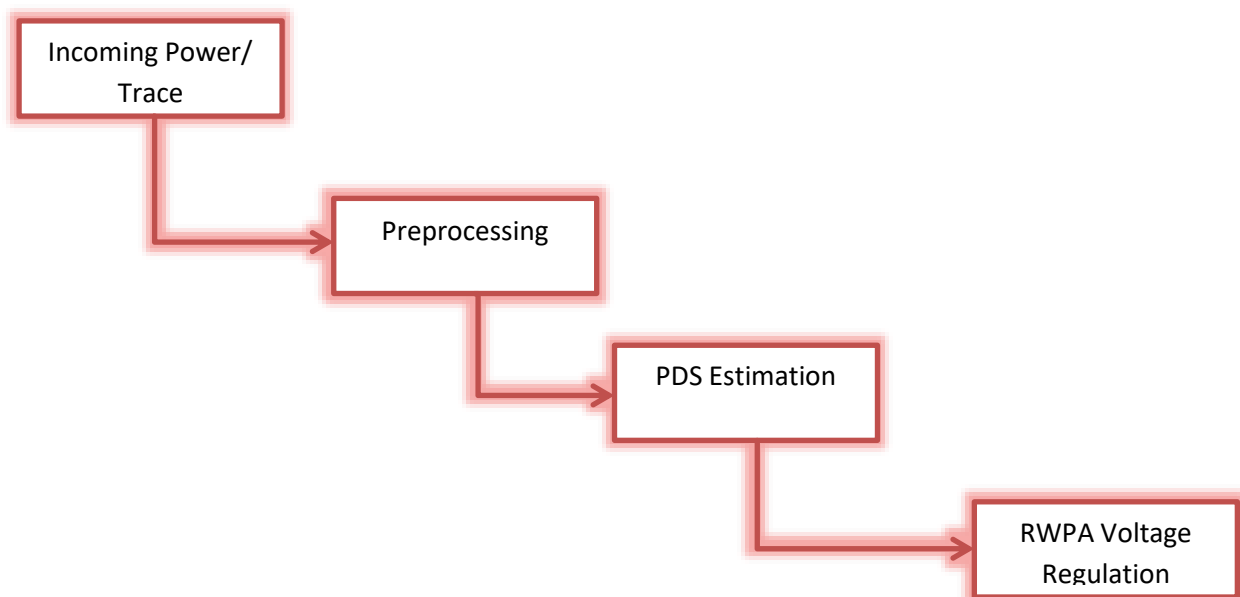 Incoming Power/
Trace
Preprocessing
PDS Estimation
RWPA Voltage
Regulation